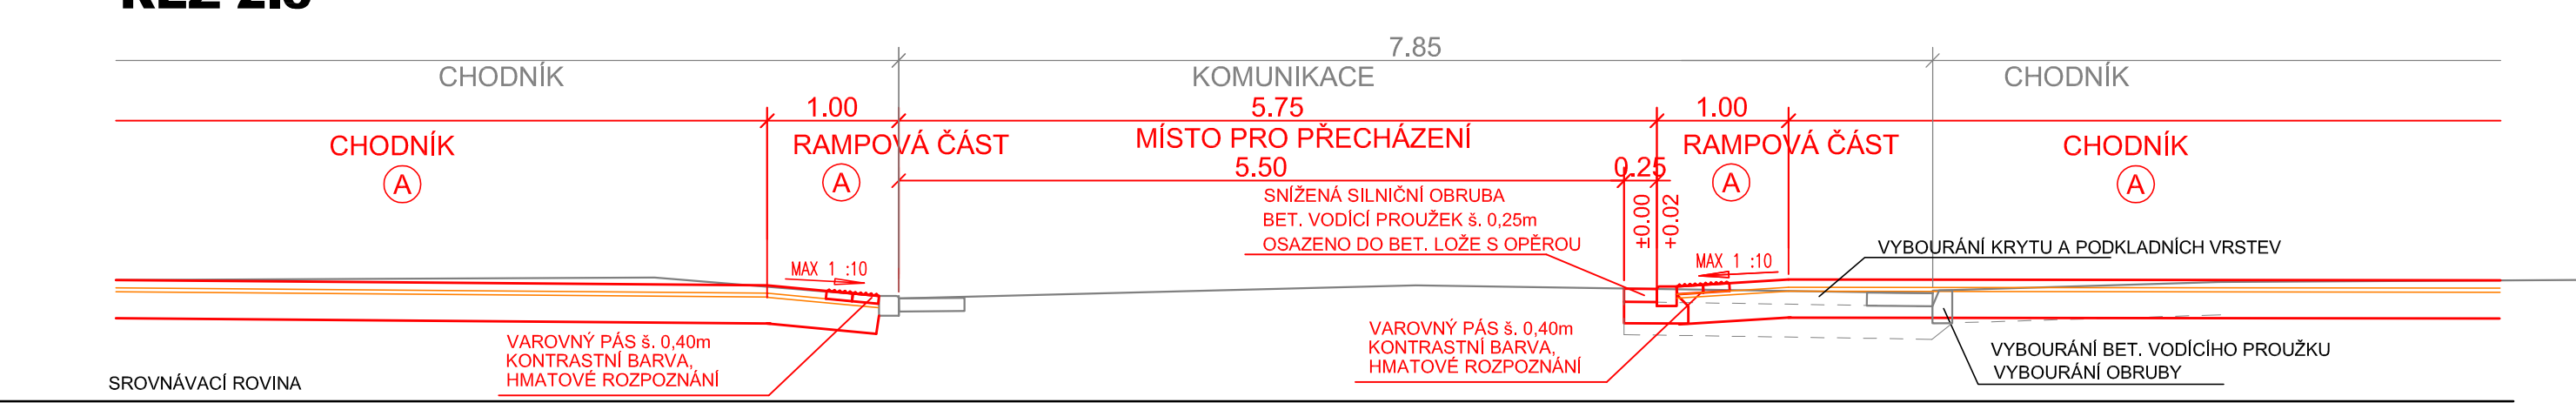 7.85
CHODNÍK KOMUNIKACE CHODNÍK
1.00 5.75 1.00
CHODNÍK RAMPOVÁ ČÁST MÍSTO PRO PŘECHÁZENÍ RAMPOVÁ ČÁST CHODNÍK
5.50 0.25
A A A A
SNÍŽENÁ SILNIČNÍ OBRUBA
BET. VODÍCÍ PROUŽEK š. 0,25m
OSAZENO DO BET. LOŽE S OPĚROU
±0.00
+0.02
MAX 1 :10
MAX 1 :10
VYBOURÁNÍ KRYTU A PODKLADNÍCH VRSTEV
VAROVNÝ PÁS š. 0,40m
KONTRASTNÍ BARVA,
HMATOVÉ ROZPOZNÁNÍ
VAROVNÝ PÁS š. 0,40m
KONTRASTNÍ BARVA,
HMATOVÉ ROZPOZNÁNÍ
VYBOURÁNÍ BET. VODÍCÍHO PROUŽKU
VYBOURÁNÍ OBRUBY
SROVNÁVACÍ ROVINA